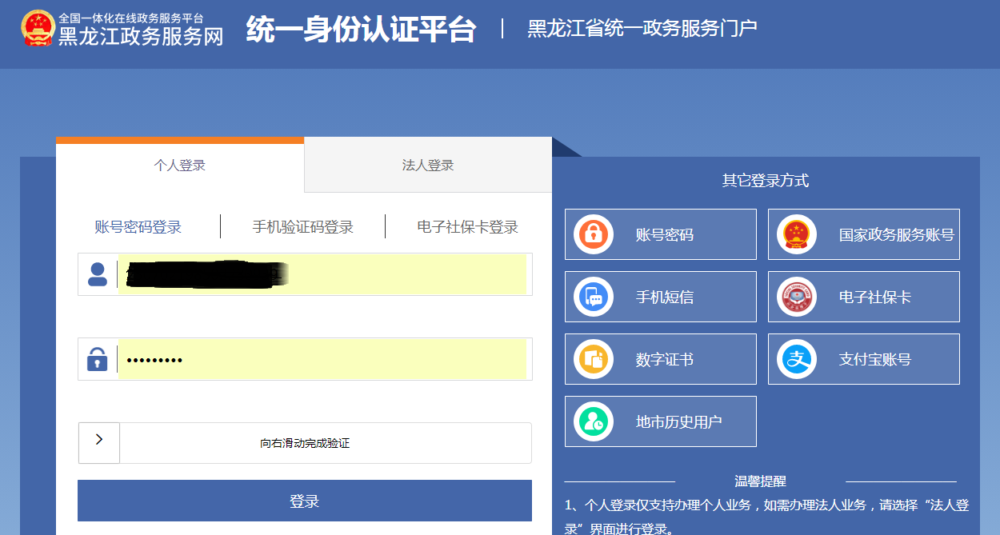 全国一体化在线政务服务平台
黑龙江政务服务网
统一身份认证平台
黑龙江省统一政务服务门户
个人登录
法人登录
账号密码登录
手机验证码登录
电子社保卡登录
•••••••••
向右滑动完成验证
登录
其它登录方式
账号密码
国家政务服务账号
手机短信
电子社保卡
数字证书
支付宝账号
地市历史用户
温馨提醒
1、个人登录仅支持办理个人业务，如需办理法人业务，请选择“法人登
录”界面进行登录。